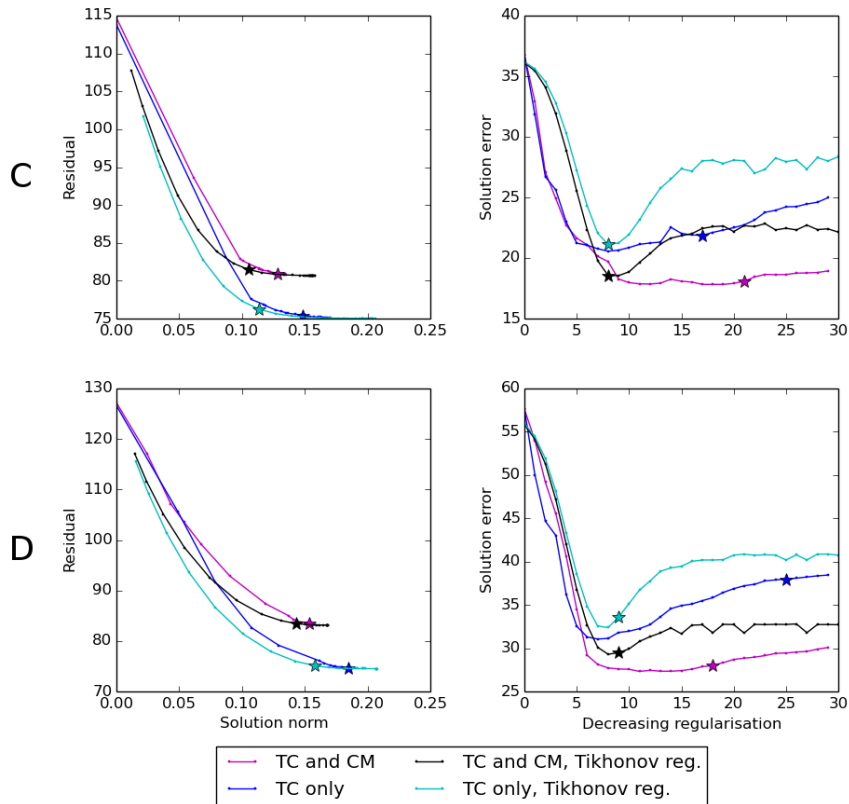 C
Residual
115
110
105
100
95
90
85
80
75
0.00 0.05 0.10 0.15 0.20 0.25
Solution error
40
35
30
25
20
15
0 5 10 15 20 25 30
D
Residual
130
120
110
100
90
80
70
0.00 0.05 0.10 0.15 0.20 0.25
Solution norm
Solution error
60
55
50
45
40
35
30
25
0 5 10 15 20 25 30
Decreasing regularisation
TC and CM
TC only
TC and CM, Tikhonov reg.
TC only, Tikhonov reg.